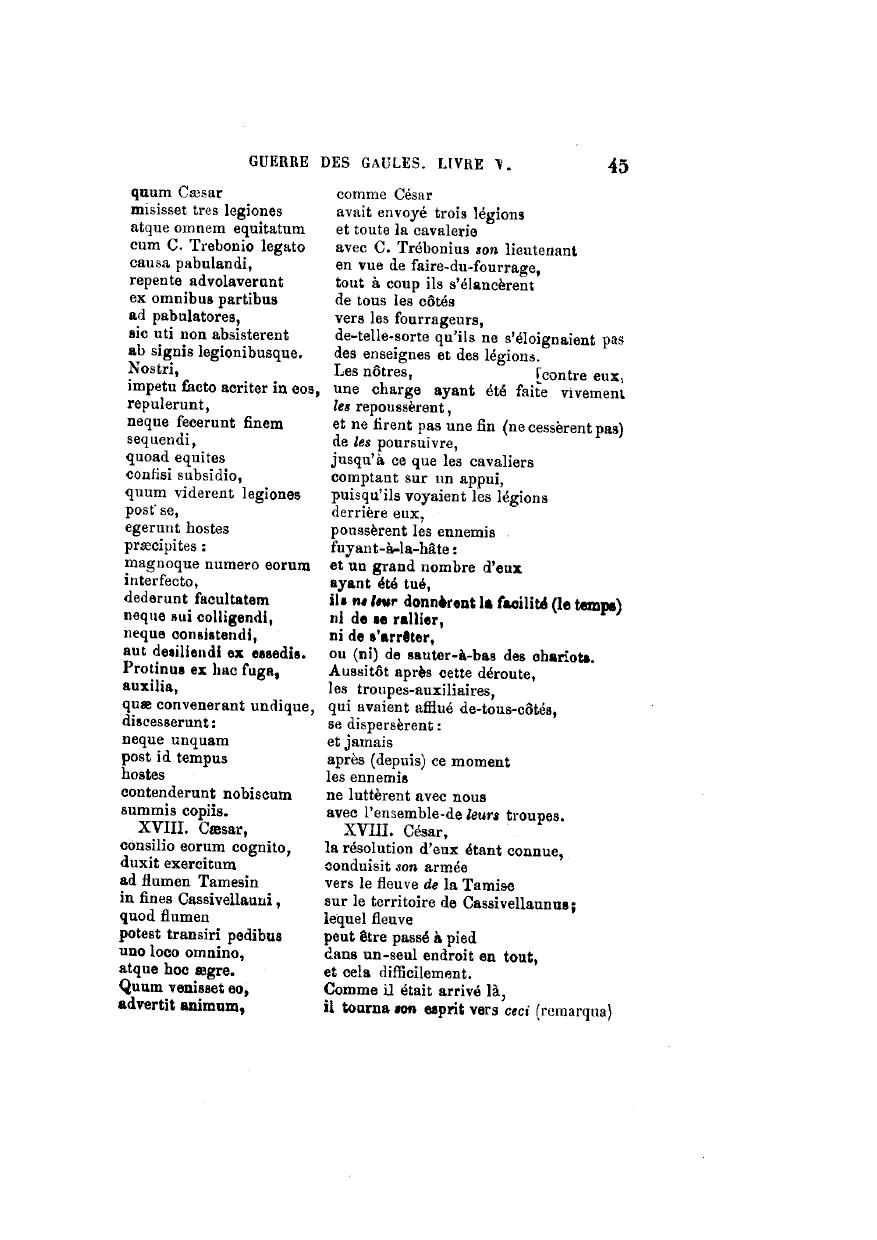 GUERRE DES GAULES. LIVRE V. 45
quum Cæsar comme César
misisset tres legiones avait envoyé trois légions
atque omnem equitatum et toute la cavalerie
cum C. Trebonio legato avec C. Trébonius son lieutenant
causa pabulandi, en vue de faire-du-fourrage,
repente advolaverunt tout à coup ils s'élancèrent
ex omnibus partibus de tous les côtés
ad pabulatores, vers les fourrageurs,
sic uti non absisterent de-telle-sorte qu'ils ne s'éloignaient pas
ab signis legionibusque. des enseignes et des légions.
Nostri, Les nôtres, [contre eux,
impetu facto acriter in eos, une charge ayant été faite vivement
repulerunt, les repoussèrent,
neque fecerunt finem et ne firent pas une fin (ne cessèrent pas)
sequendi, de les poursuivre,
quoad equites jusqu'à ce que les cavaliers
confisi subsidio, comptant sur un appui,
quum viderent legiones puisqu'ils voyaient les légions
post se, derrière eux,
egerunt hostes poussèrent les ennemis
præcipites : fuyant-à-la-hâte :
magnoque numero eorum et un grand nombre d'eux
interfecto, ayant été tué,
dederunt facultatem ils ne leur donnèrent la facilité (le temps)
neque sui colligendi, ni de se rallier,
neque consistendi, ni de s'arrêter,
aut desiliendi ex essedis. ou (ni) de sauter-à-bas des chariots.
Protinus ex hac fuga, Aussitôt après cette déroute,
auxilia, les troupes-auxiliaires,
quæ convenerant undique, qui avaient afflué de-tous-côtés,
discesserunt : se dispersèrent :
neque unquam et jamais
post id tempus après (depuis) ce moment
hostes les ennemis
contenderunt nobiscum ne luttèrent avec nous
summis copiis. avec l'ensemble-de leurs troupes.
XVIII. Cæsar, XVIII. César,
consilio eorum cognito, la résolution d'eux étant connue,
duxit exercitum conduisit son armée
ad flumen Tamesin vers le fleuve de la Tamise
in fines Cassivellauni, sur le territoire de Cassivellaunus ;
quod flumen lequel fleuve
potest transiri pedibus peut être passé à pied
uno loco omnino, dans un-seul endroit en tout,
atque hoc ægre. et cela difficilement.
Quum venisset eo, Comme il était arrivé là,
advertit animum, il tourna son esprit vers ceci (remarqua)